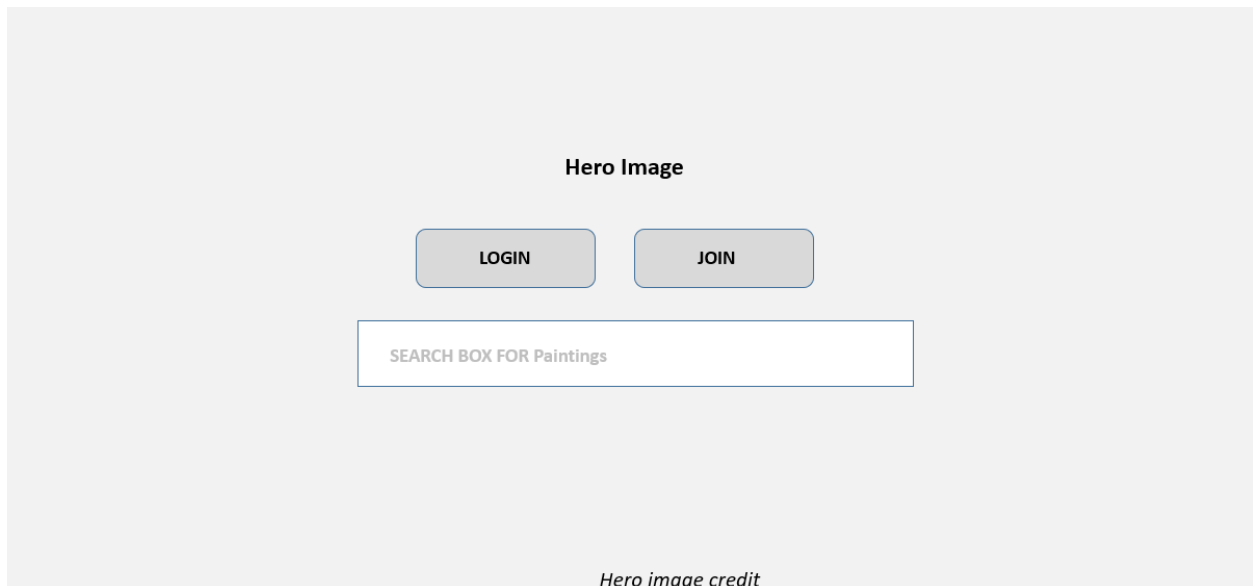 Hero Image
LOGIN JOIN
SEARCH BOX FOR Paintings
Hero image credit